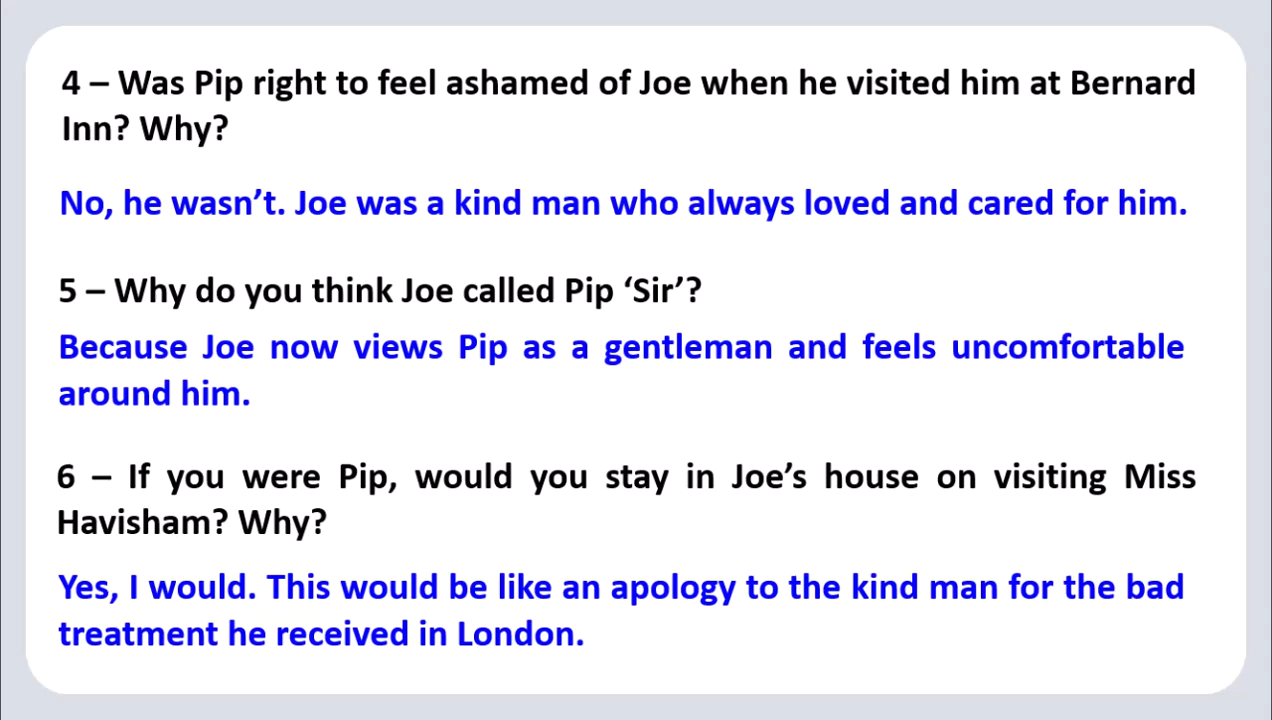 4 – Was Pip right to feel ashamed of Joe when he visited him at Bernard
Inn? Why?
No, he wasn’t. Joe was a kind man who always loved and cared for him.
5 – Why do you think Joe called Pip ‘Sir’?
Because Joe now views Pip as a gentleman and feels uncomfortable
around him.
6 – If you were Pip, would you stay in Joe’s house on visiting Miss
Havisham? Why?
Yes, I would. This would be like an apology to the kind man for the bad
treatment he received in London.